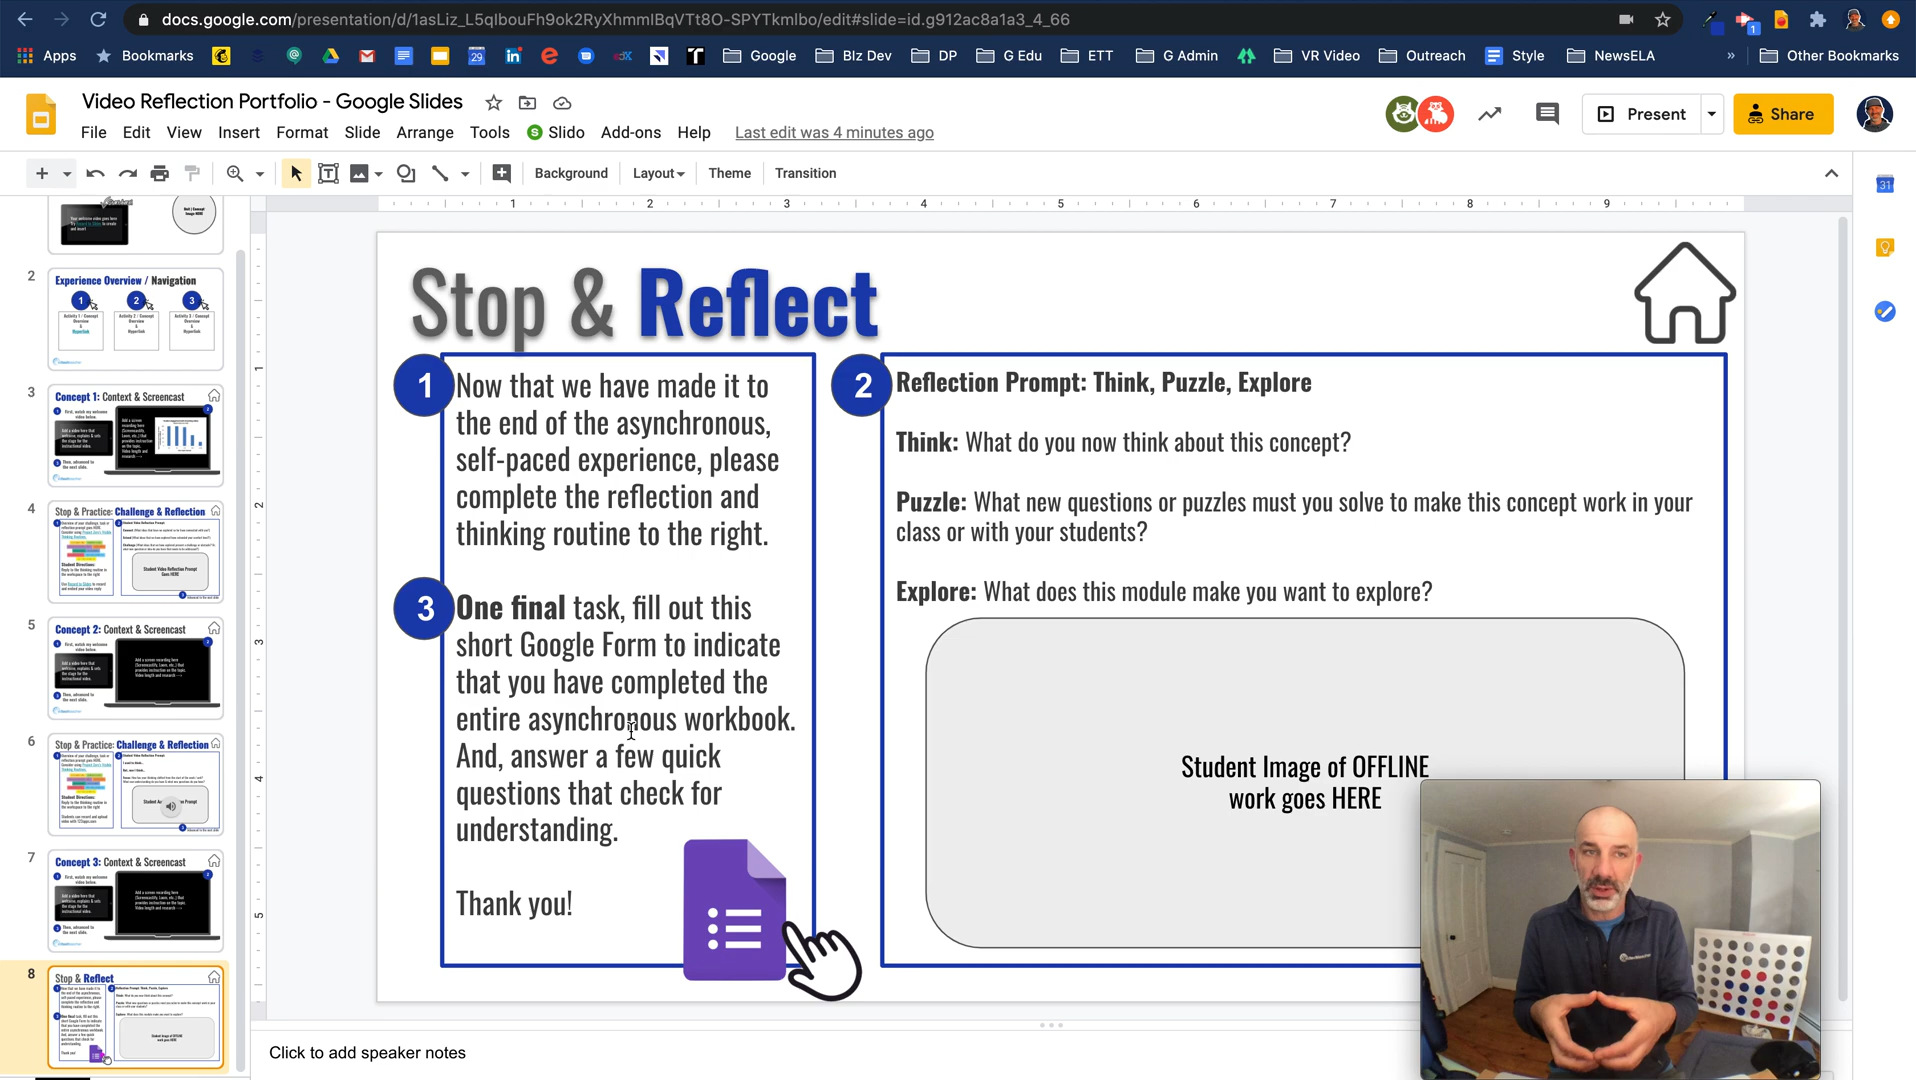 docs.google.com/presentation/d/1asLiz_L5qlbouFh9ok2RyXhmmlBqVTt8O-SPYTkmlbo/edit#slide=id.g912ac8a1a3_4_66
Apps
Bookmarks
Google
BIz Dev
DP
G Edu
ETT
G Admin
VR Video
Outreach
Style
NewsELA
Other Bookmarks
Video Reflection Portfolio - Google Slides
File Edit View Insert Format Slide Arrange Tools Slido Add-ons Help Last edit was 4 minutes ago
Present
Share
Background Layout Theme Transition
1 2 3 4 5 6 7 8 9
2
Experience Overview / Navigation
3
Concept 1: Context & Screencast
4
Stop & Practice: Challenge & Reflection
5
Concept 2: Context & Screencast
6
Stop & Practice: Challenge & Reflection
7
Concept 3: Context & Screencast
8
Stop & Reflect
Stop & Reflect
1
Now that we have made it to
the end of the asynchronous,
self-paced experience, please
complete the reflection and
thinking routine to the right.
3
One final task, fill out this
short Google Form to indicate
that you have completed the
entire asynchronous workbook.
And, answer a few quick
questions that check for
understanding.
Thank you!
2
Reflection Prompt: Think, Puzzle, Explore
Think: What do you now think about this concept?
Puzzle: What new questions or puzzles must you solve to make this concept work in your
class or with your students?
Explore: What does this module make you want to explore?
Student Image of OFFLINE
work goes HERE
Click to add speaker notes